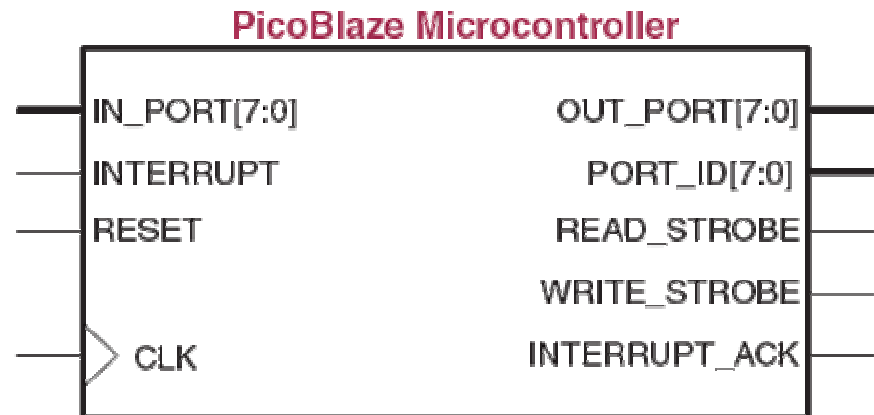 PicoBlaze Microcontroller
IN_PORT[7:0] OUT_PORT[7:0]
INTERRUPT PORT_ID[7:0]
RESET READ_STROBE
WRITE_STROBE
CLK INTERRUPT_ACK